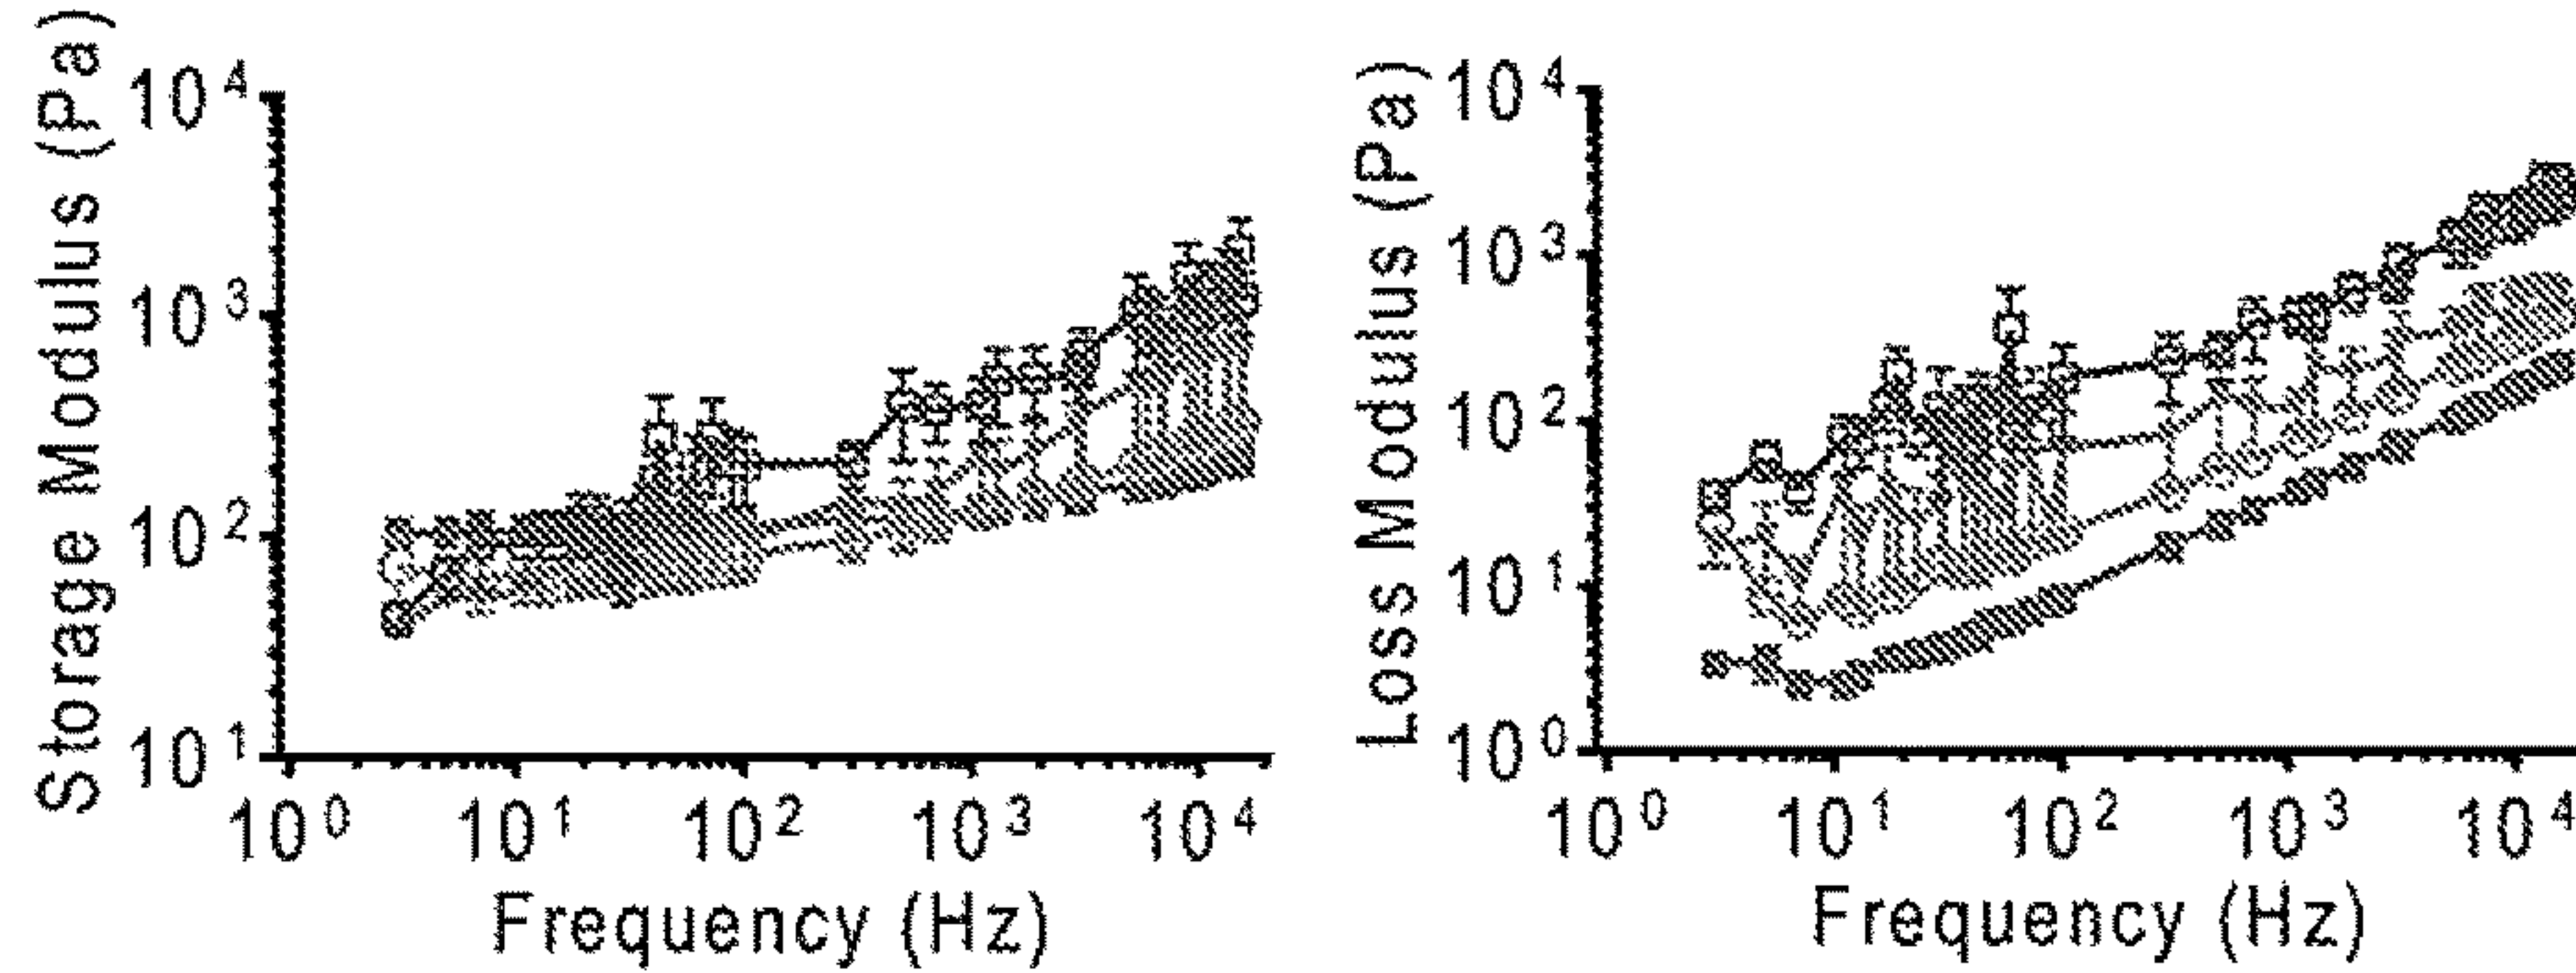 Storage Modulus (Pa)
10⁴
10³
10²
10¹
10⁰ 10¹ 10² 10³ 10⁴
Frequency (Hz)
Loss Modulus (Pa)
10⁴
10³
10²
10¹
10⁰
10⁰ 10¹ 10² 10³ 10⁴
Frequency (Hz)